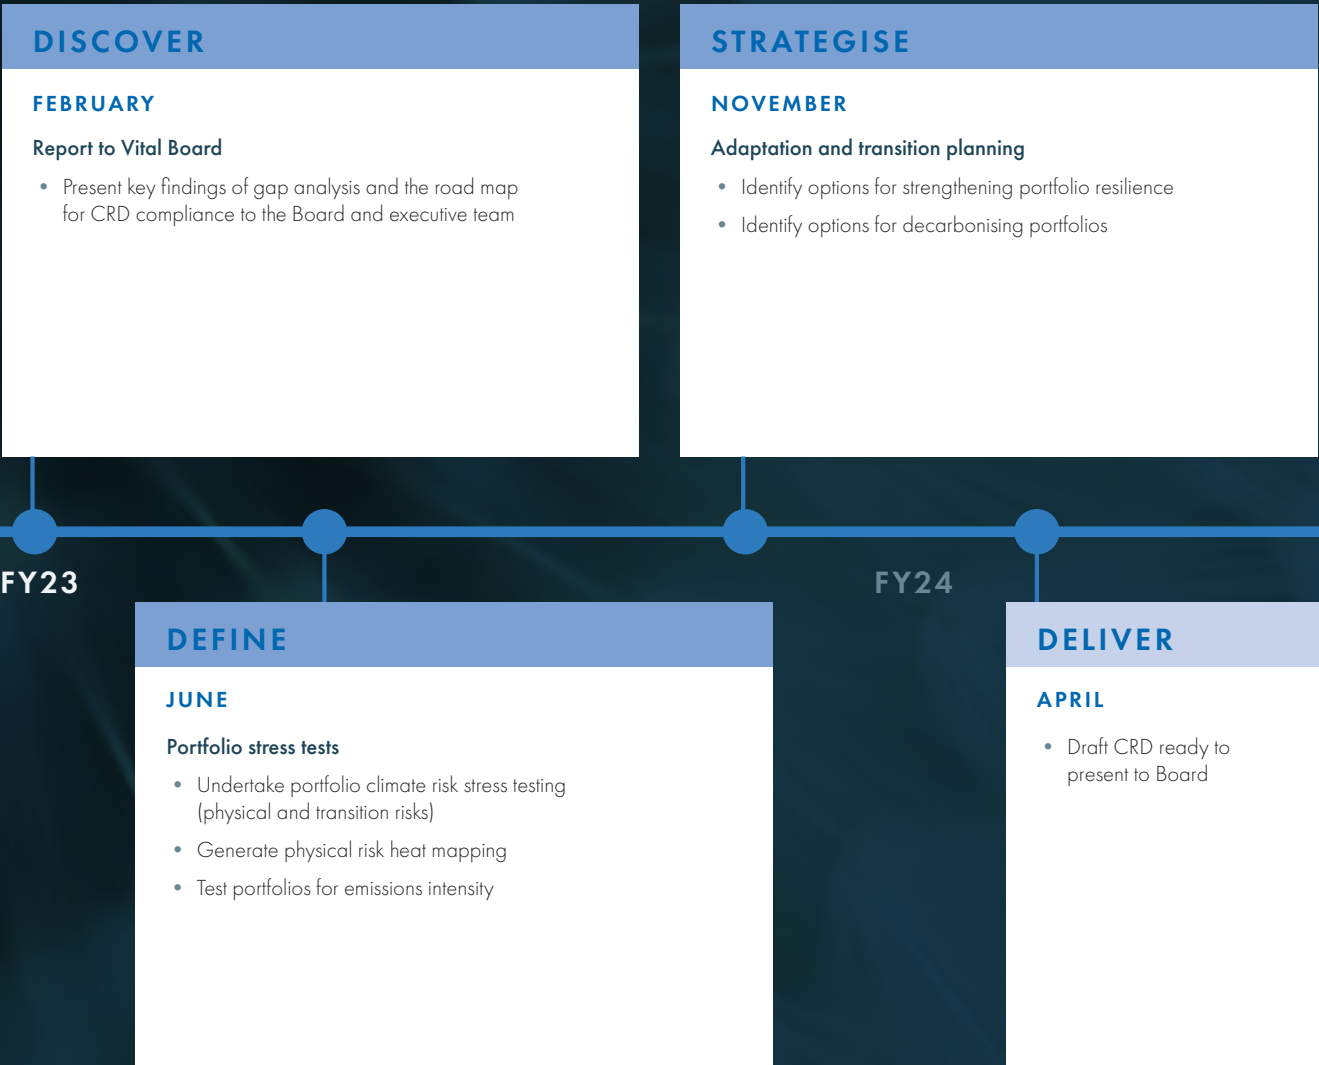 DISCOVER
FEBRUARY
Report to Vital Board
• Present key findings of gap analysis and the road map
for CRD compliance to the Board and executive team
STRATEGISE
NOVEMBER
Adaptation and transition planning
• Identify options for strengthening portfolio resilience
• Identify options for decarbonising portfolios
FY23
FY24
DEFINE
JUNE
Portfolio stress tests
• Undertake portfolio climate risk stress testing
(physical and transition risks)
• Generate physical risk heat mapping
• Test portfolios for emissions intensity
DELIVER
APRIL
• Draft CRD ready to
present to Board